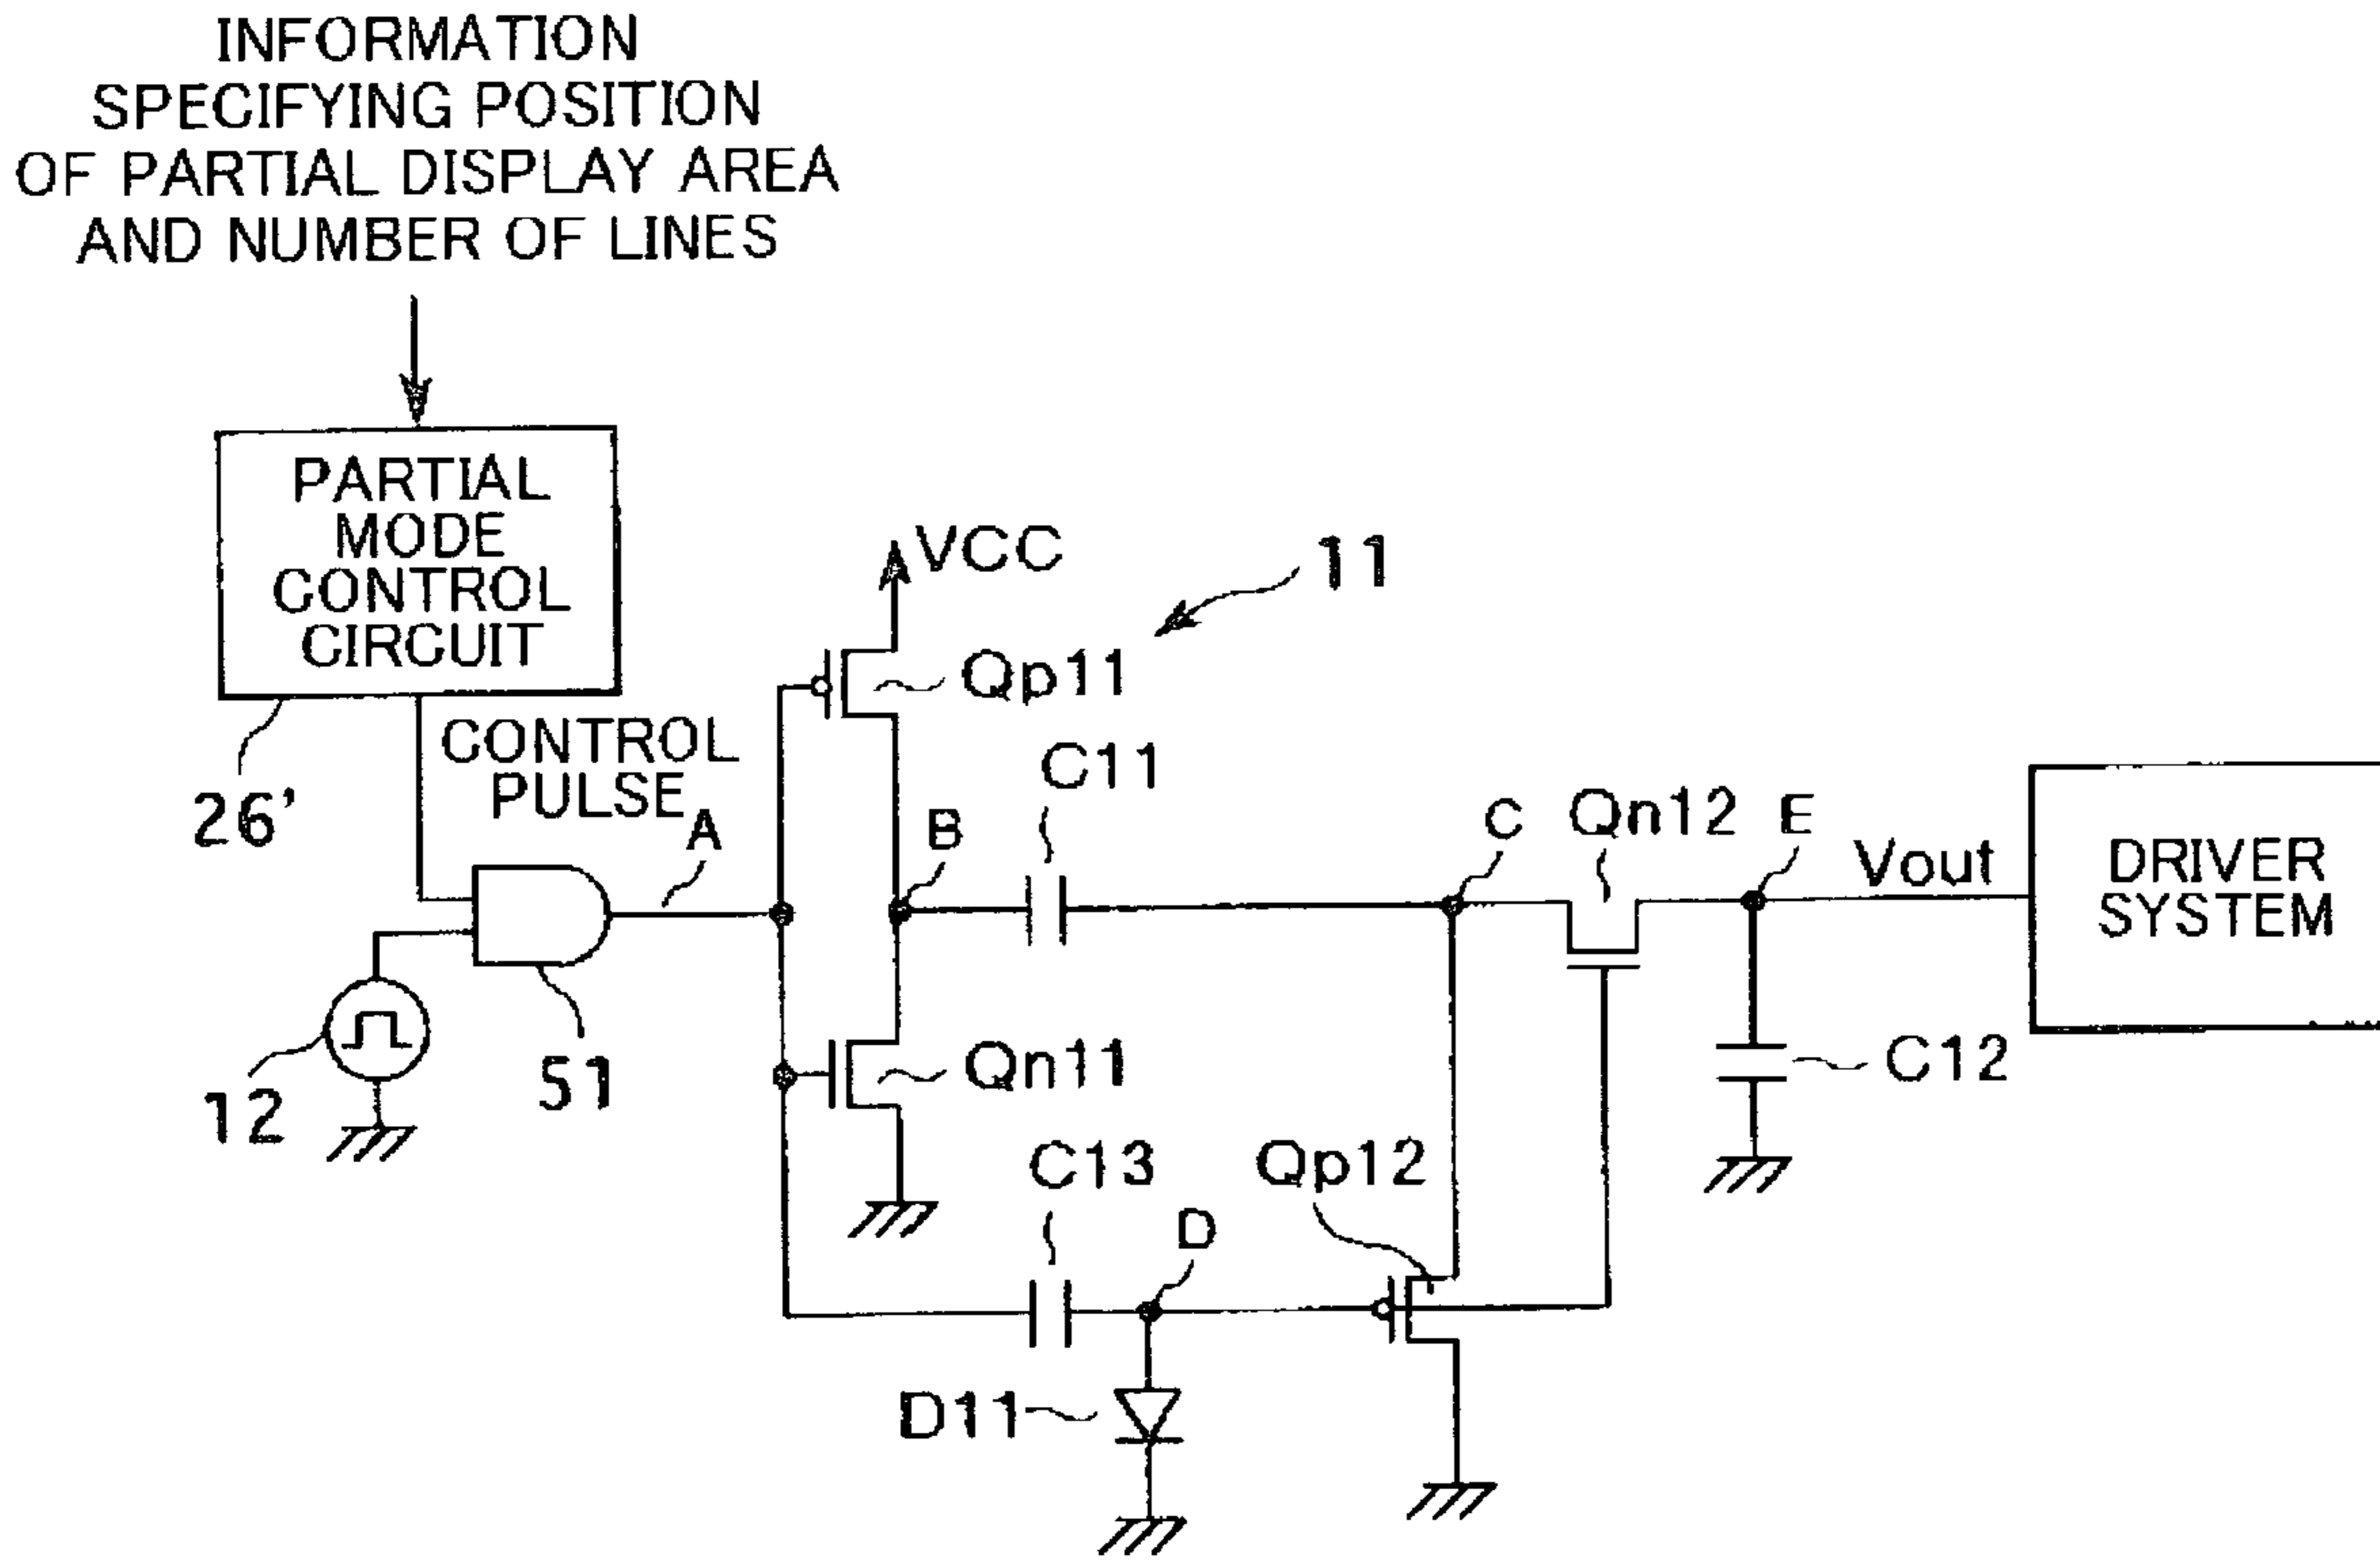 INFORMATION
SPECIFYING POSITION
OF PARTIAL DISPLAY AREA
AND NUMBER OF LINES
PARTIAL
MODE
CONTROL
CIRCUIT
26'
CONTROL
PULSE
A
VCC
11
Qp11
C11
B
C
Qn12
E
Vout
DRIVER
SYSTEM
12
51
Qn11
C12
C13
D
Qp12
D11